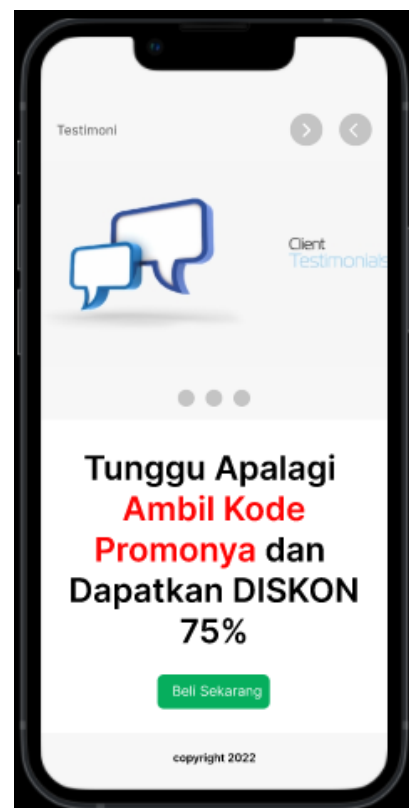 Testimoni
Client
Testimonials
Tunggu Apalagi
Ambil Kode
Promonya dan
Dapatkan DISKON
75%
Beli Sekarang
copyright 2022